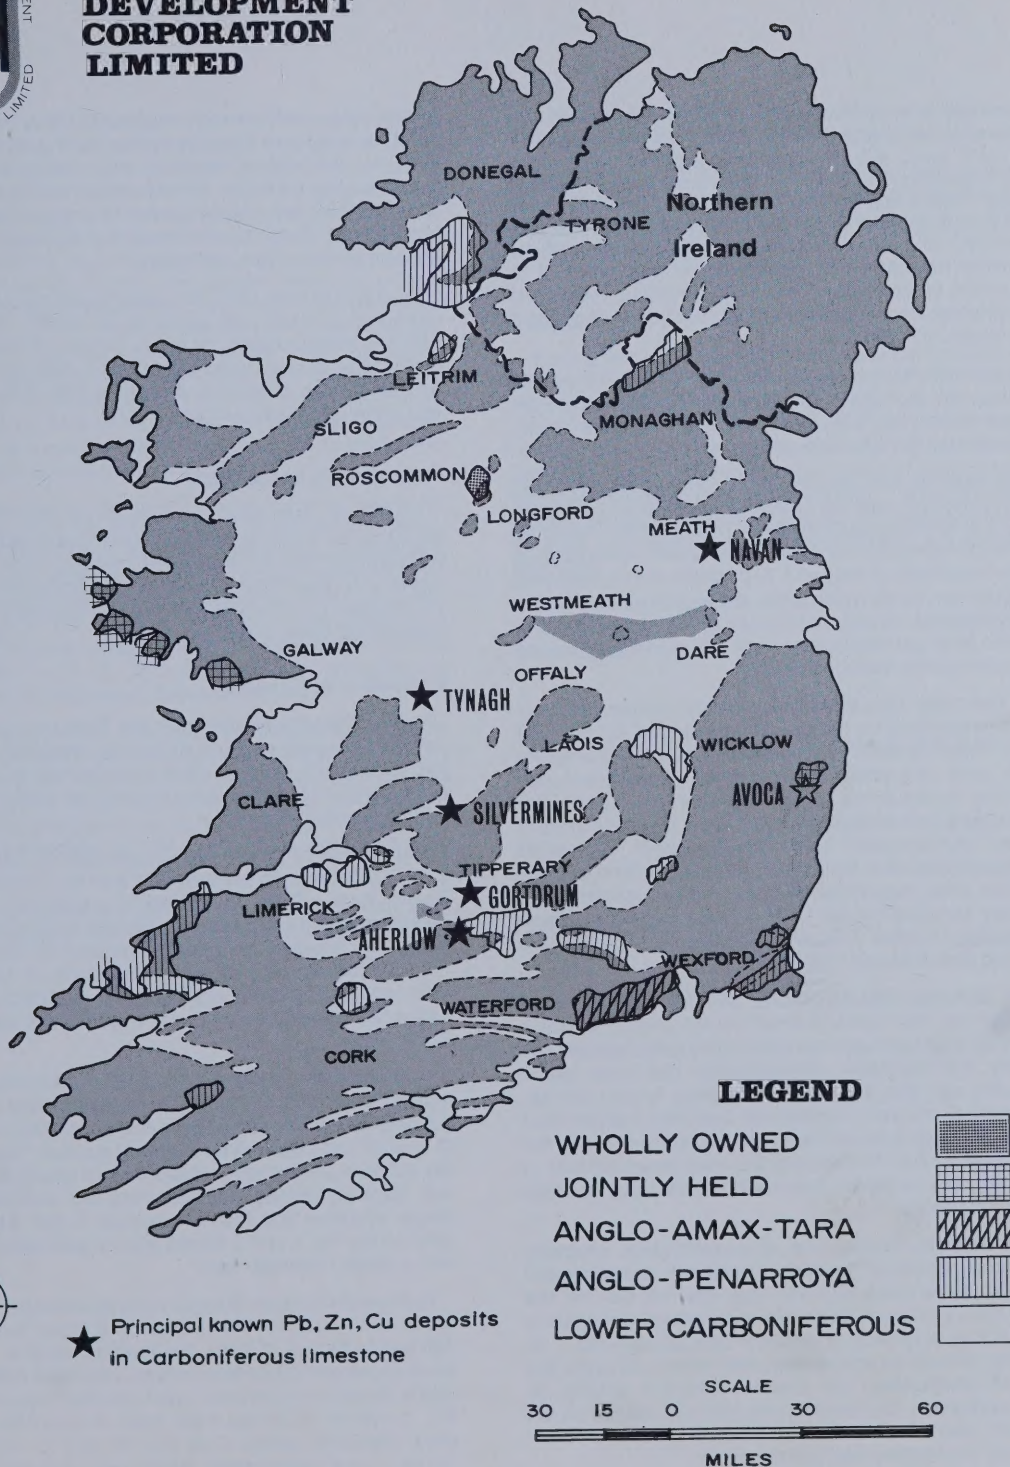 DEVELOPMENT
CORPORATION
LIMITED
LIMITED
DONEGAL
TYRONE
Northern
Ireland
LEITRIM
SLIGO
MONAGHAN
ROSCOMMON
LONGFORD
MEATH
NAVAN
WESTMEATH
GALWAY
DARE
OFFALY
TYNAGH
LAOIS
WICKLOW
AVOCA
CLARE
SILVERMINES
TIPPERARY
GORTDRUM
LIMERICK
AHERLOW
WEXFORD
WATERFORD
CORK
LEGEND
WHOLLY OWNED
JOINTLY HELD
ANGLO-AMAX-TARA
ANGLO-PENARROYA
LOWER CARBONIFEROUS
Principal known Pb, Zn, Cu deposits
in Carboniferous limestone
SCALE
30 15 0 30 60
MILES